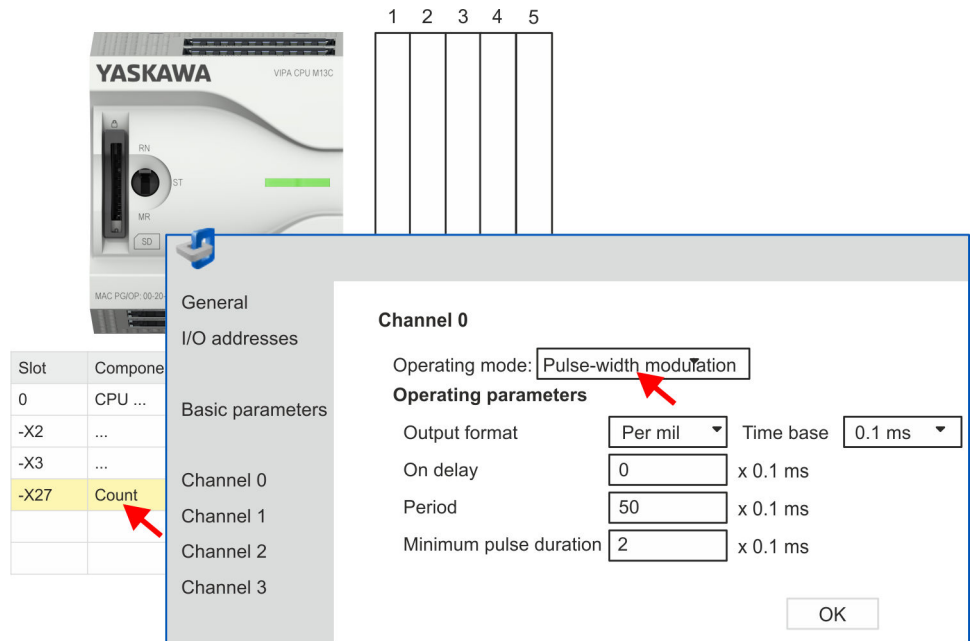 1 2 3 4 5
YASKAWA
VIPA CPU M13C
RN
ST
MR
SD
MAC PG/OP: 00-20-
General
I/O addresses
Basic parameters
Channel 0
Channel 1
Channel 2
Channel 3
Channel 0
Operating mode: Pulse-width modulation
Operating parameters
Output format Per mil Time base 0.1 ms
On delay 0 x 0.1 ms
Period 50 x 0.1 ms
Minimum pulse duration 2 x 0.1 ms
OK
Slot Compone
0 CPU ...
-X2 ...
-X3 ...
-X27 Count